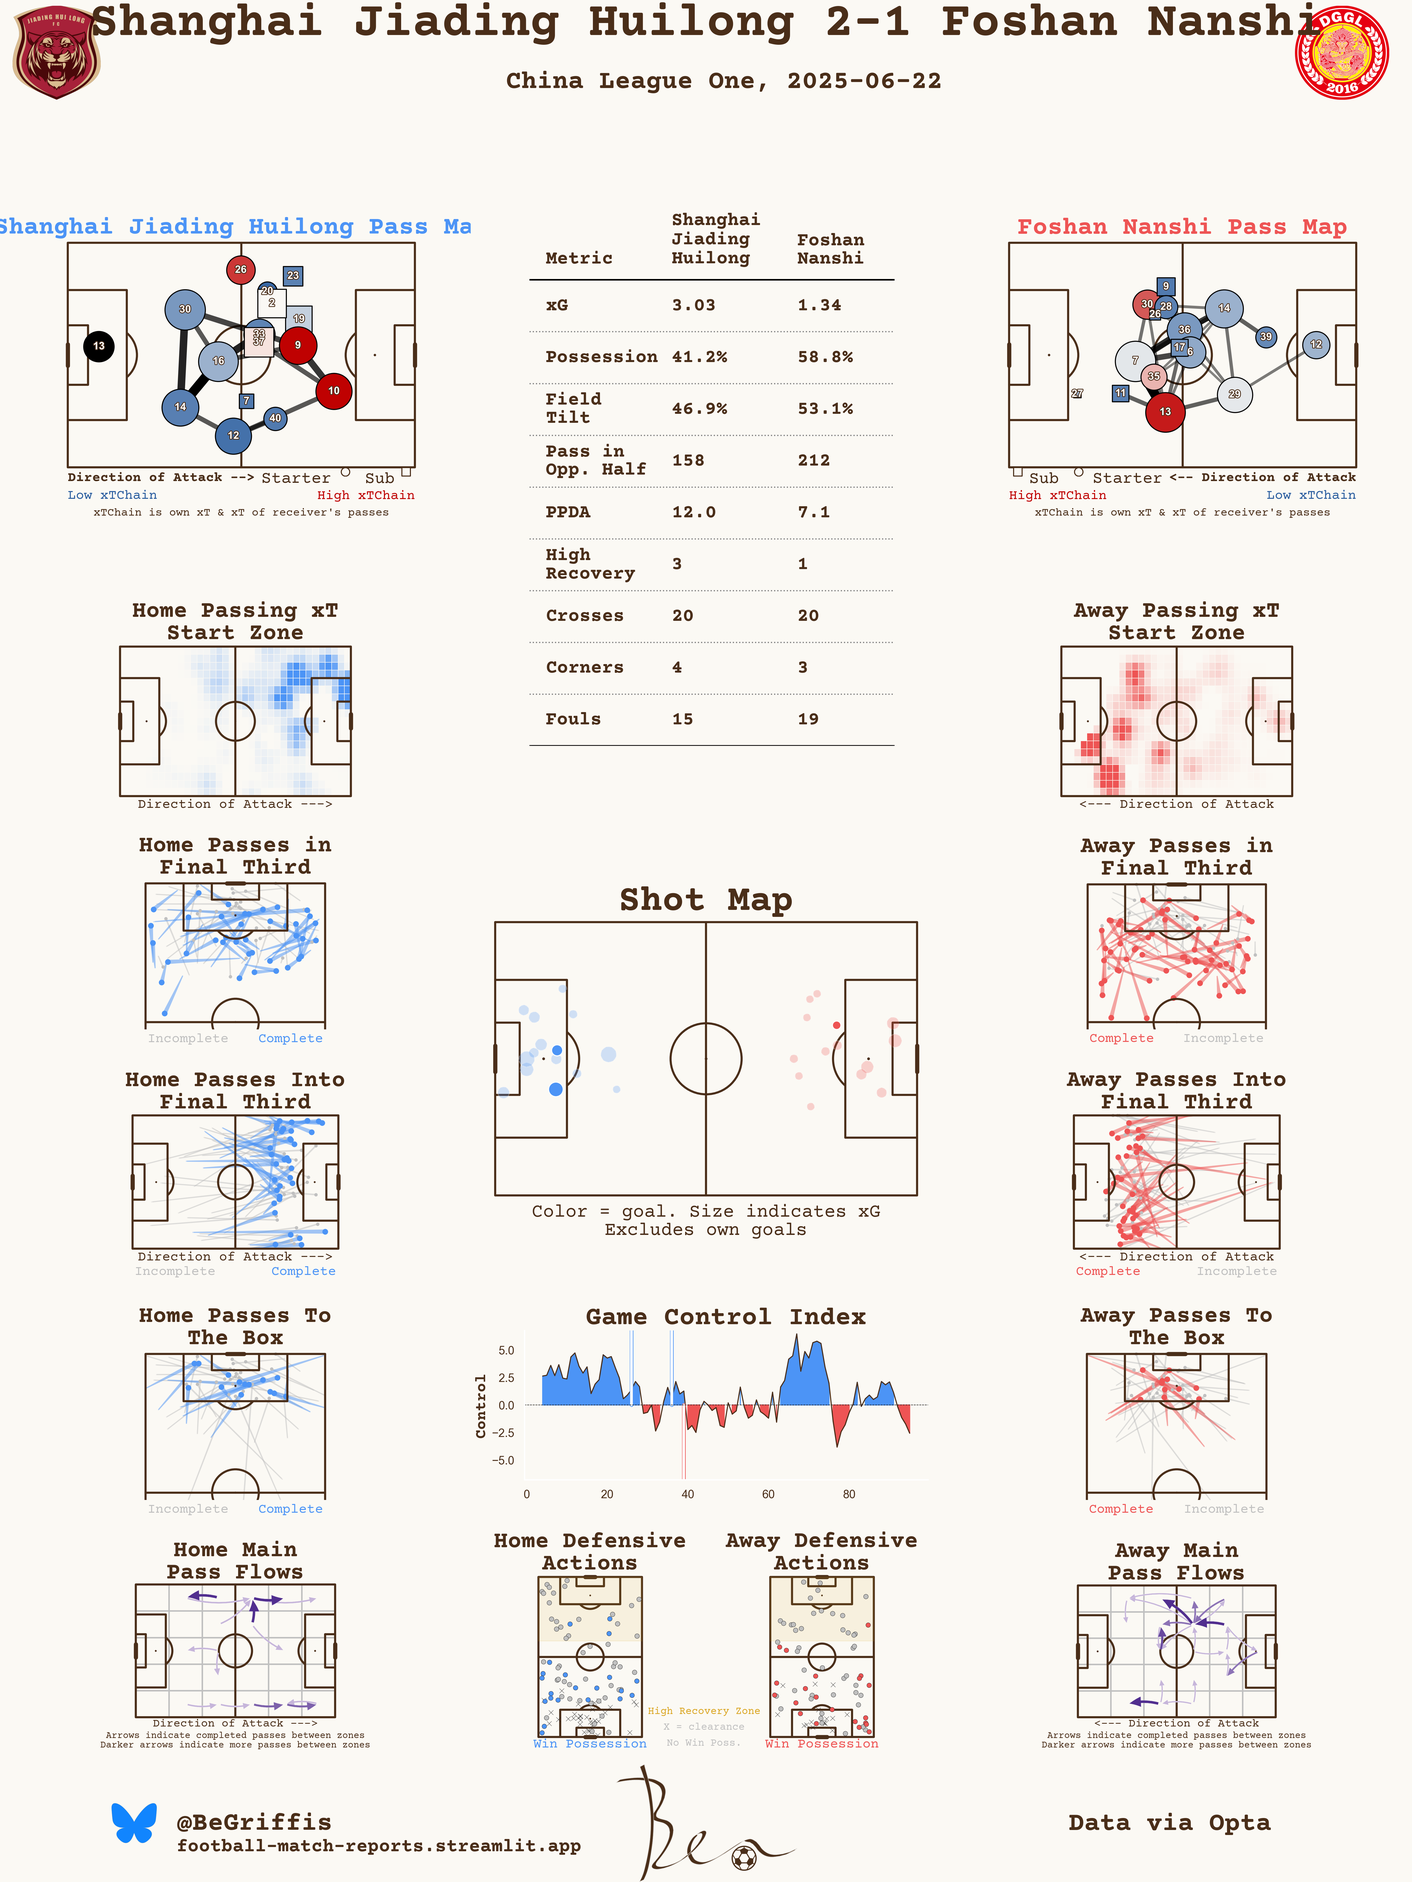 Shanghai Jiading Huilong 2-1 Foshan Nanshi
JIADING HUI LONG
DGGL
2016
China League One, 2025-06-22
Shanghai Jiading Huilong Pass Ma
26
23
20
2
30
19
33
37
9
13
16
10
14
7
40
12
Direction of Attack --> Starter Sub
Low xTChain High xTChain
xTChain is own xT & xT of receiver's passes
Metric Shanghai Jiading Huilong Foshan Nanshi
xG 3.03 1.34
Possession 41.2% 58.8%
Field Tilt 46.9% 53.1%
Pass in Opp. Half 158 212
PPDA 12.0 7.1
High Recovery 3 1
Crosses 20 20
Corners 4 3
Fouls 15 19
Foshan Nanshi Pass Map
9
30
28
26
14
36
39
12
17
6
7
35
27
11
29
13
Sub Starter <-- Direction of Attack
High xTChain Low xTChain
xTChain is own xT & xT of receiver's passes
Home Passing xT
Start Zone
Direction of Attack --->
Away Passing xT
Start Zone
<--- Direction of Attack
Home Passes in
Final Third
Incomplete Complete
Away Passes in
Final Third
Complete Incomplete
Shot Map
Color = goal. Size indicates xG
Excludes own goals
Home Passes Into
Final Third
Direction of Attack --->
Incomplete Complete
Away Passes Into
Final Third
<--- Direction of Attack
Complete Incomplete
Home Passes To
The Box
Incomplete Complete
Game Control Index
Control
5.0
2.5
0.0
−2.5
−5.0
0 20 40 60 80
Away Passes To
The Box
Complete Incomplete
Home Main
Pass Flows
Direction of Attack --->
Arrows indicate completed passes between zones
Darker arrows indicate more passes between zones
Home Defensive
Actions
Win Possession
High Recovery Zone
X = clearance
No Win Poss.
Away Defensive
Actions
Win Possession
Away Main
Pass Flows
<--- Direction of Attack
Arrows indicate completed passes between zones
Darker arrows indicate more passes between zones
@BeGriffis
football-match-reports.streamlit.app
Ben
Data via Opta